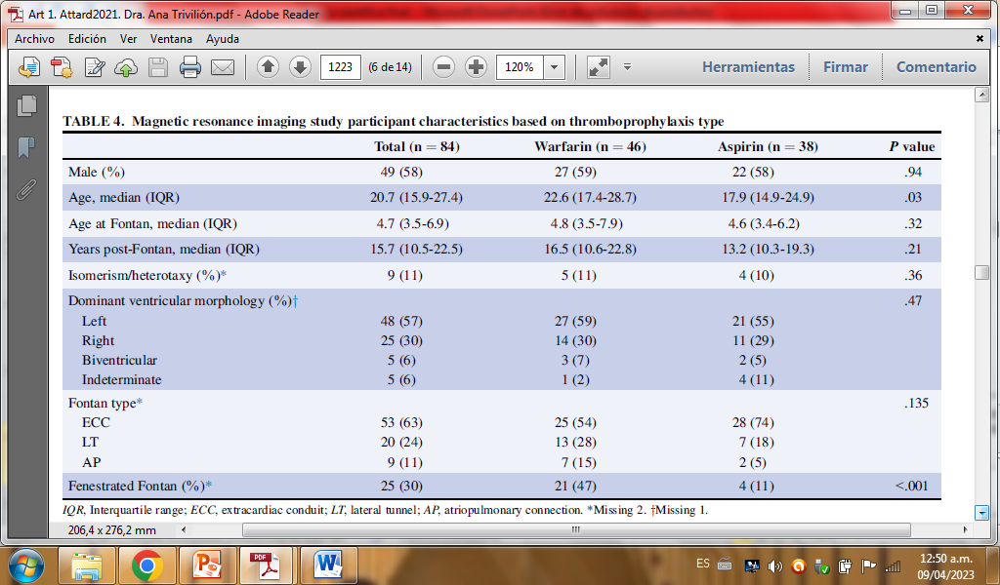 Art 1. Attard2021. Dra. Ana Trivilión.pdf - Adobe Reader
Archivo Edición Ver Ventana Ayuda
1223 (6 de 14) 120% Herramientas Firmar Comentario
TABLE 4. Magnetic resonance imaging study participant characteristics based on thromboprophylaxis type
Total (n = 84) Warfarin (n = 46) Aspirin (n = 38) P value
Male (%) 49 (58) 27 (59) 22 (58) .94
Age, median (IQR) 20.7 (15.9-27.4) 22.6 (17.4-28.7) 17.9 (14.9-24.9) .03
Age at Fontan, median (IQR) 4.7 (3.5-6.9) 4.8 (3.5-7.9) 4.6 (3.4-6.2) .32
Years post-Fontan, median (IQR) 15.7 (10.5-22.5) 16.5 (10.6-22.8) 13.2 (10.3-19.3) .21
Isomerism/heterotaxy (%)* 9 (11) 5 (11) 4 (10) .36
Dominant ventricular morphology (%)† .47
Left 48 (57) 27 (59) 21 (55)
Right 25 (30) 14 (30) 11 (29)
Biventricular 5 (6) 3 (7) 2 (5)
Indeterminate 5 (6) 1 (2) 4 (11)
Fontan type* .135
ECC 53 (63) 25 (54) 28 (74)
LT 20 (24) 13 (28) 7 (18)
AP 9 (11) 7 (15) 2 (5)
Fenestrated Fontan (%)* 25 (30) 21 (47) 4 (11) <.001
IQR, Interquartile range; ECC, extracardiac conduit; LT, lateral tunnel; AP, atriopulmonary connection. *Missing 2. †Missing 1.
206,4 x 276,2 mm
ES 12:50 a.m.
09/04/2023